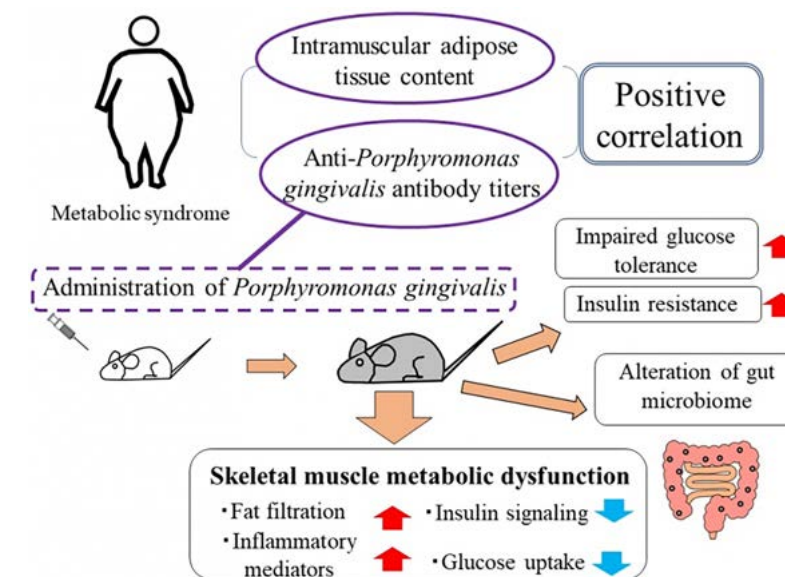 Intramuscular adipose
tissue content
Positive
correlation
Anti-Porphyromonas
gingivalis antibody titers
Metabolic syndrome
Administration of Porphyromonas gingivalis
Impaired glucose
tolerance
Insulin resistance
Alteration of gut
microbiome
Skeletal muscle metabolic dysfunction
・Fat filtration
・Inflammatory
mediators
・Insulin signaling
・Glucose uptake